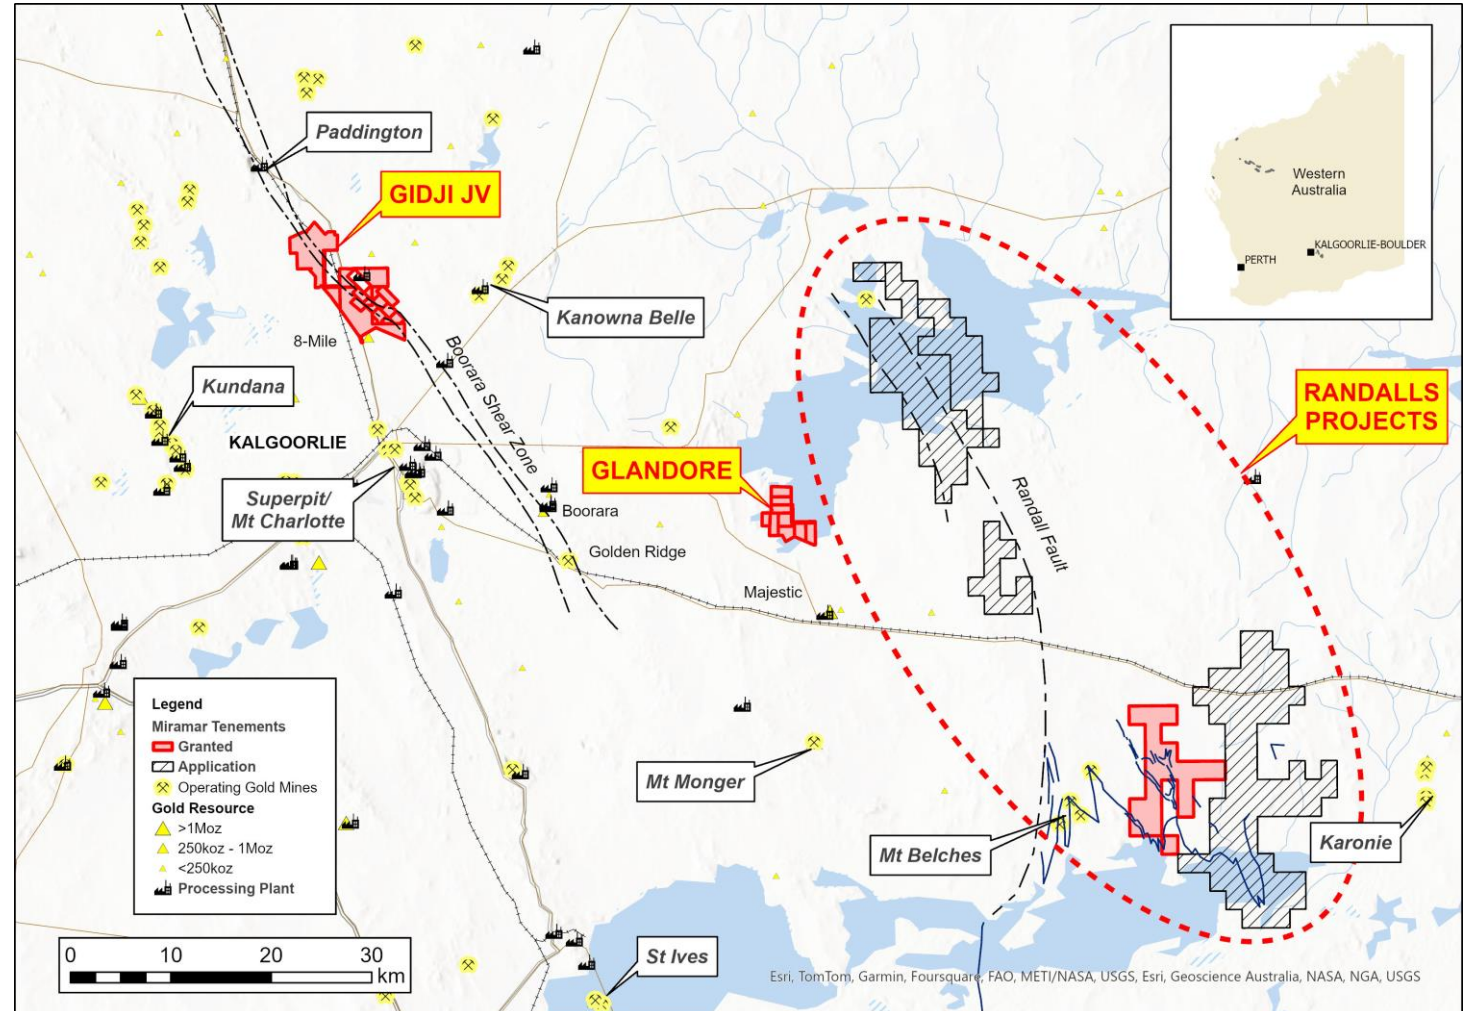 Paddington
GIDJI JV
Kanowna Belle
8-Mile
Boorara Shear Zone
Kundana
KALGOORLIE
Superpit/
Mt Charlotte
Boorara
Golden Ridge
GLANDORE
Majestic
Randall Fault
RANDALLS
PROJECTS
Western
Australia
KALGOORLIE-BOULDER
PERTH
Mt Monger
Mt Belches
Karonie
St Ives
Legend
Miramar Tenements
Granted
Application
Operating Gold Mines
Gold Resource
>1Moz
250koz - 1Moz
<250koz
Processing Plant
0 10 20 30
km
Esri, TomTom, Garmin, Foursquare, FAO, METI/NASA, USGS, Esri, Geoscience Australia, NASA, NGA, USGS